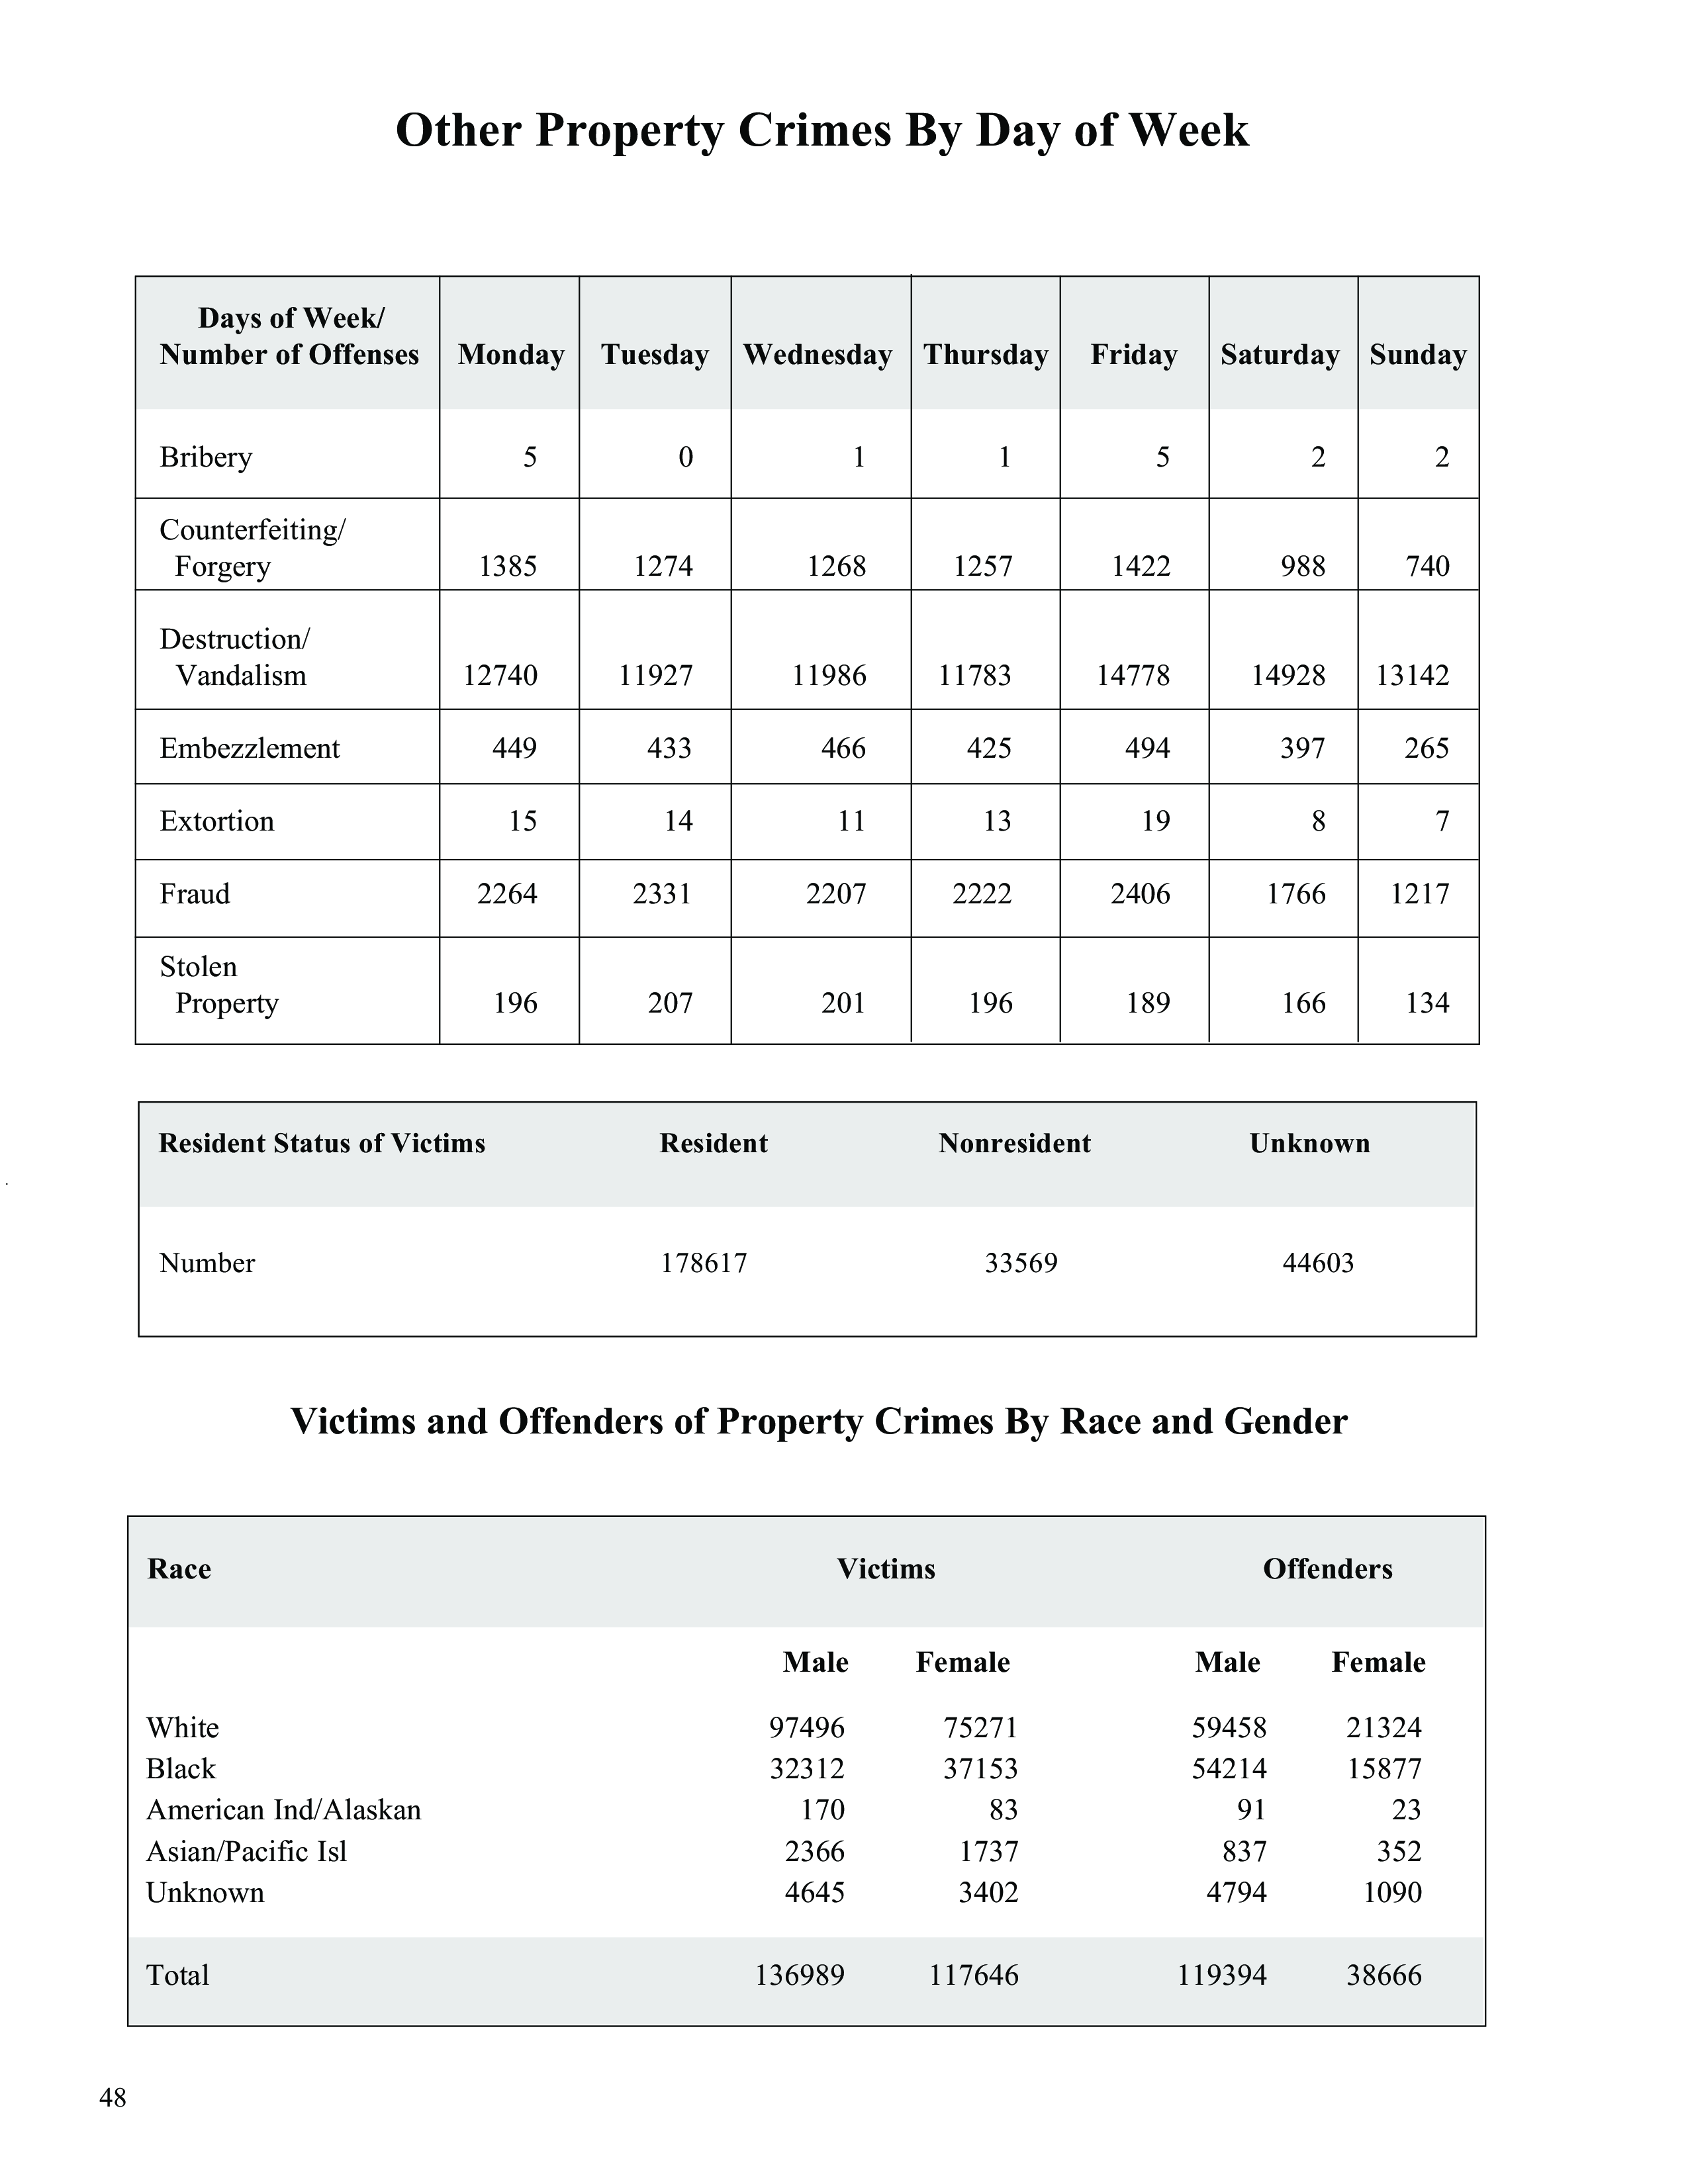 Other Property Crimes By Day of Week
Days of Week/
Number of Offenses Monday Tuesday Wednesday Thursday Friday Saturday Sunday
Bribery 5 0 1 1 5 2 2
Counterfeiting/
Forgery 1385 1274 1268 1257 1422 988 740
Destruction/
Vandalism 12740 11927 11986 11783 14778 14928 13142
Embezzlement 449 433 466 425 494 397 265
Extortion 15 14 11 13 19 8 7
Fraud 2264 2331 2207 2222 2406 1766 1217
Stolen
Property 196 207 201 196 189 166 134
Resident Status of Victims Resident Nonresident Unknown
Number 178617 33569 44603
Victims and Offenders of Property Crimes By Race and Gender
Race Victims Offenders
Male Female Male Female
White 97496 75271 59458 21324
Black 32312 37153 54214 15877
American Ind/Alaskan 170 83 91 23
Asian/Pacific Isl 2366 1737 837 352
Unknown 4645 3402 4794 1090
Total 136989 117646 119394 38666
48